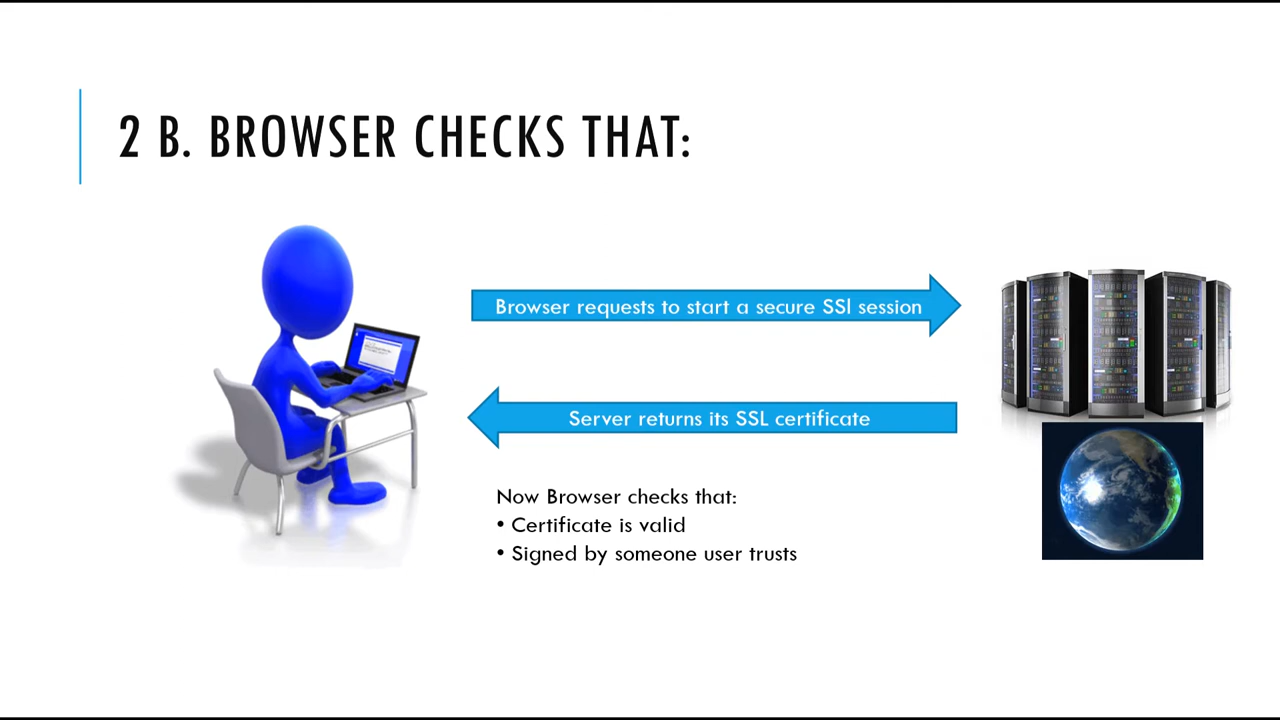 2 B. BROWSER CHECKS THAT:
Browser requests to start a secure SSl session
Server returns its SSL certificate
Now Browser checks that:
• Certificate is valid
• Signed by someone user trusts